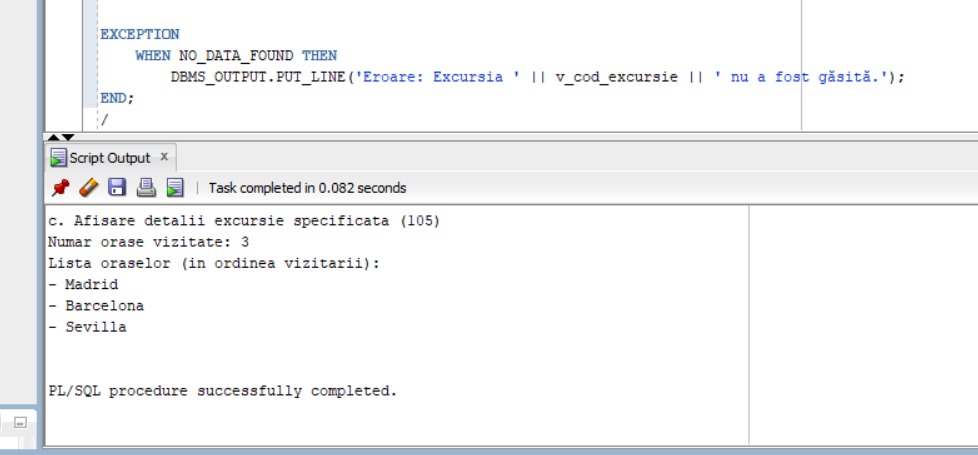 EXCEPTION
WHEN NO_DATA_FOUND THEN
DBMS_OUTPUT.PUT_LINE('Eroare: Excursia ' || v_cod_excursie || ' nu a fost găsită.');
END;
/
Script Output x
Task completed in 0.082 seconds
c. Afisare detalii excursie specificata (105)
Numar orase vizitate: 3
Lista oraselor (in ordinea vizitarii):
- Madrid
- Barcelona
- Sevilla
PL/SQL procedure successfully completed.